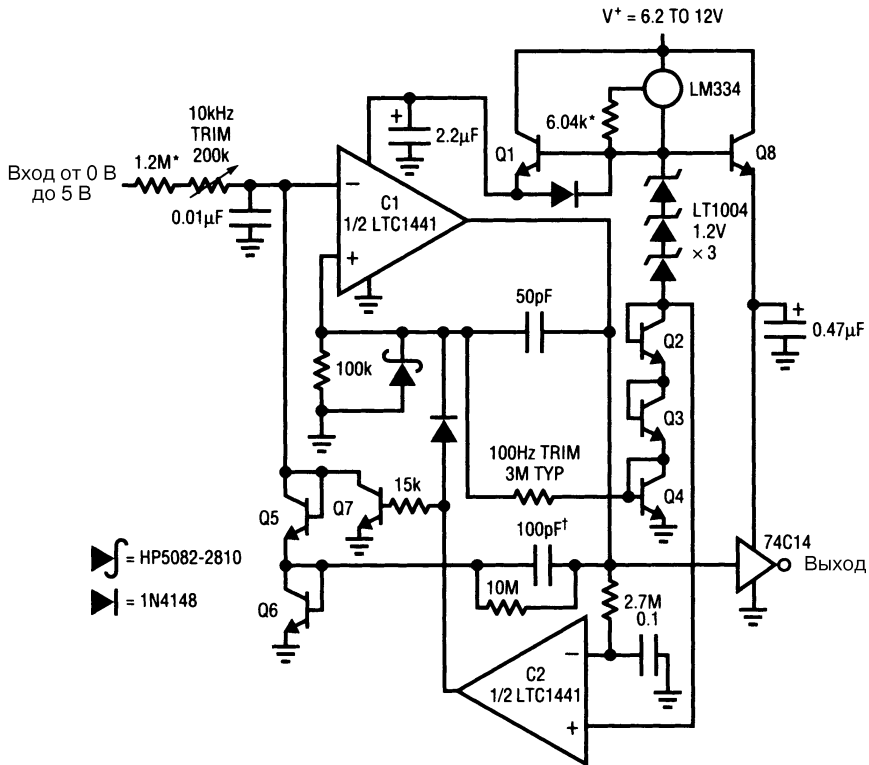 V+ = 6.2 TO 12V
LM334
10kHz
TRIM
200k
1.2M*
Вход от 0 В
до 5 В
0.01µF
+
2.2µF
6.04k*
Q1
Q8
−
C1
1/2 LTC1441
+
LT1004
1.2V
× 3
50pF
+
0.47µF
Q2
100k
Q3
100Hz TRIM
3M TYP
Q4
15k
Q5
Q7
100pF†
74C14
Выход
= HP5082-2810
10M
2.7M
= 1N4148
Q6
0.1
−
C2
1/2 LTC1441
+